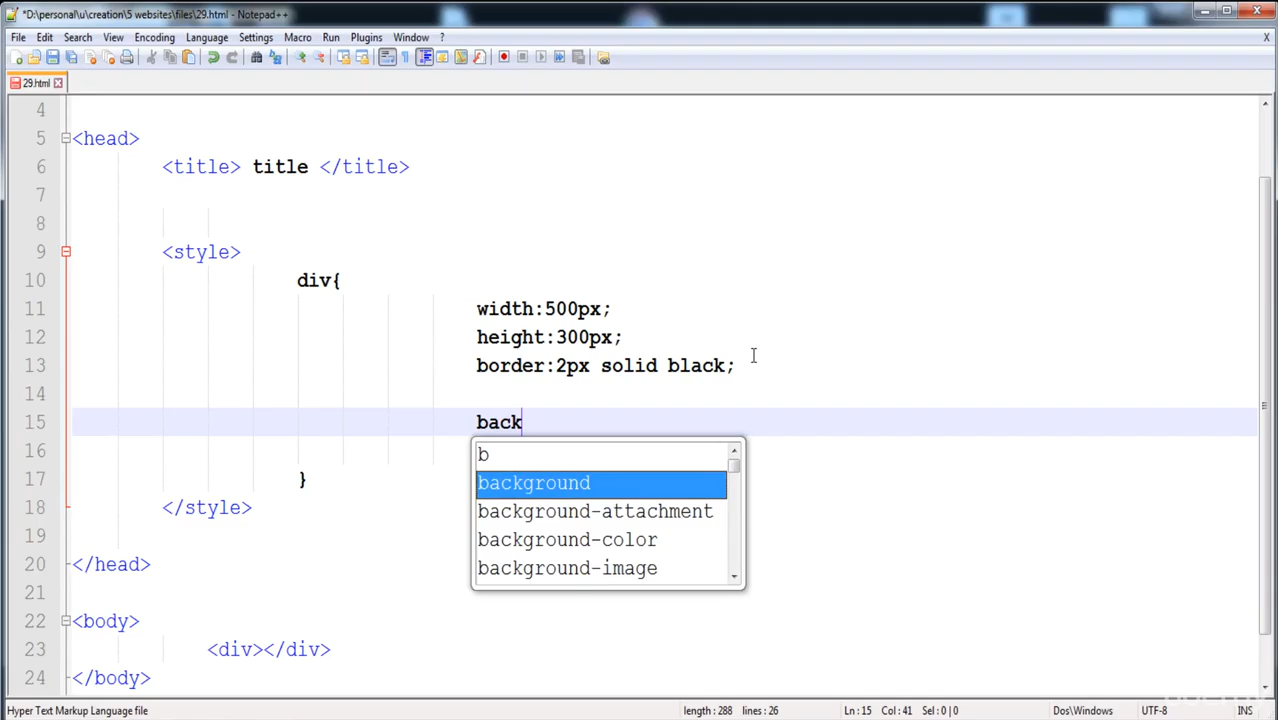 *D:\personal\u\creation\5 websites\files\29.html - Notepad++
File Edit Search View Encoding Language Settings Macro Run Plugins Window ? X
29.html
4
5 <head>
6 <title> title </title>
7
8
9 <style>
10 div{
11 width:500px;
12 height:300px;
13 border:2px solid black;
14
15 back
16 b
background
17 }
background-attachment
18 </style>
background-color
19
background-image
20 </head>
21
22 <body>
23 <div></div>
24 </body>
Hyper Text Markup Language file length : 288 lines : 26 Ln : 15 Col : 41 Sel : 0 | 0 Dos\Windows UTF-8 INS